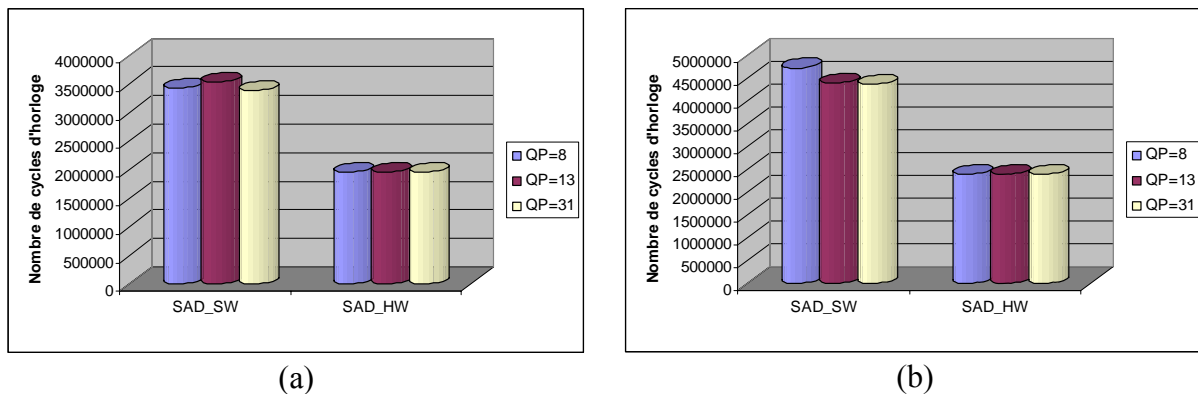 Nombre de cycles d'horloge
4000000
3500000
3000000
2500000
2000000
1500000
1000000
500000
0
SAD_SW
SAD_HW
QP=8
QP=13
QP=31
(a)
Nombre de cycles d'horloge
5000000
4500000
4000000
3500000
3000000
2500000
2000000
1500000
1000000
500000
0
SAD_SW
SAD_HW
QP=8
QP=13
QP=31
(b)